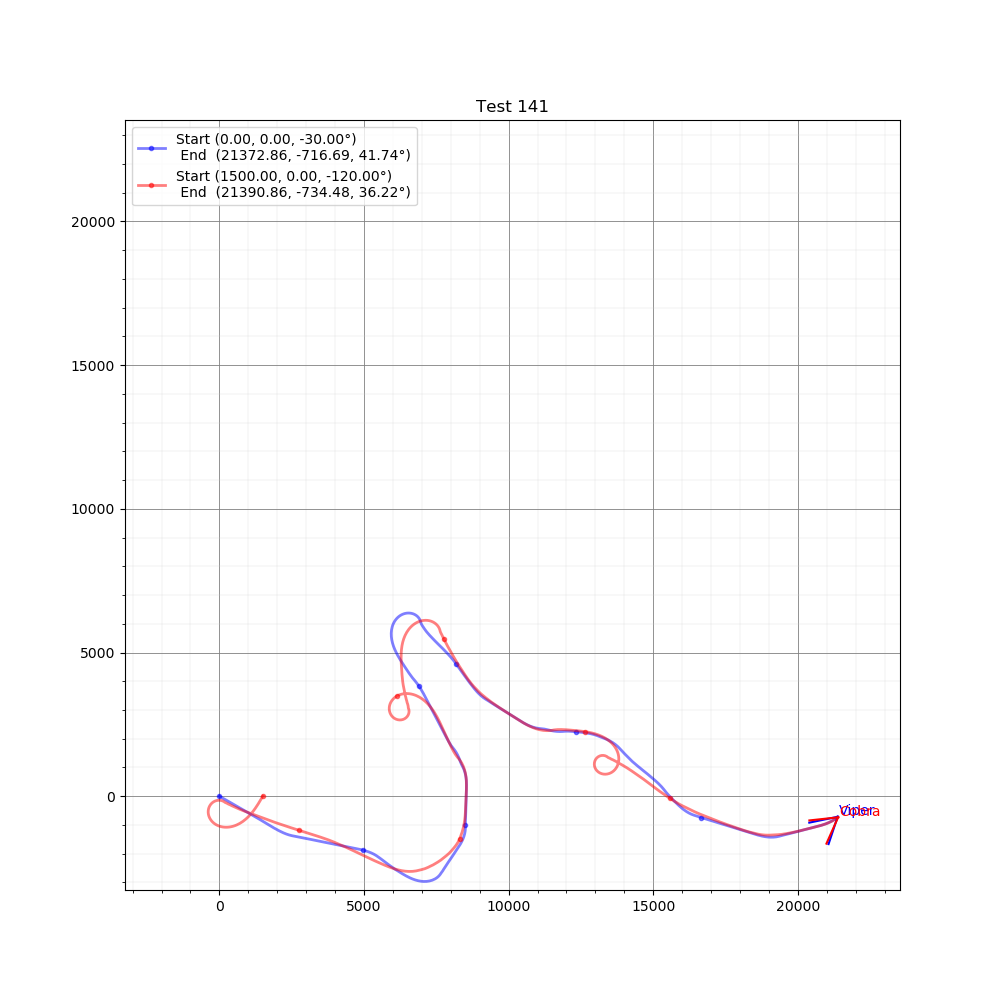 Test 141
Start (0.00, 0.00, -30.00°)
End (21372.86, -716.69, 41.74°)
Start (1500.00, 0.00, -120.00°)
End (21390.86, -734.48, 36.22°)
20000
15000
10000
5000
0
Viper
Cobra
0
5000
10000
15000
20000